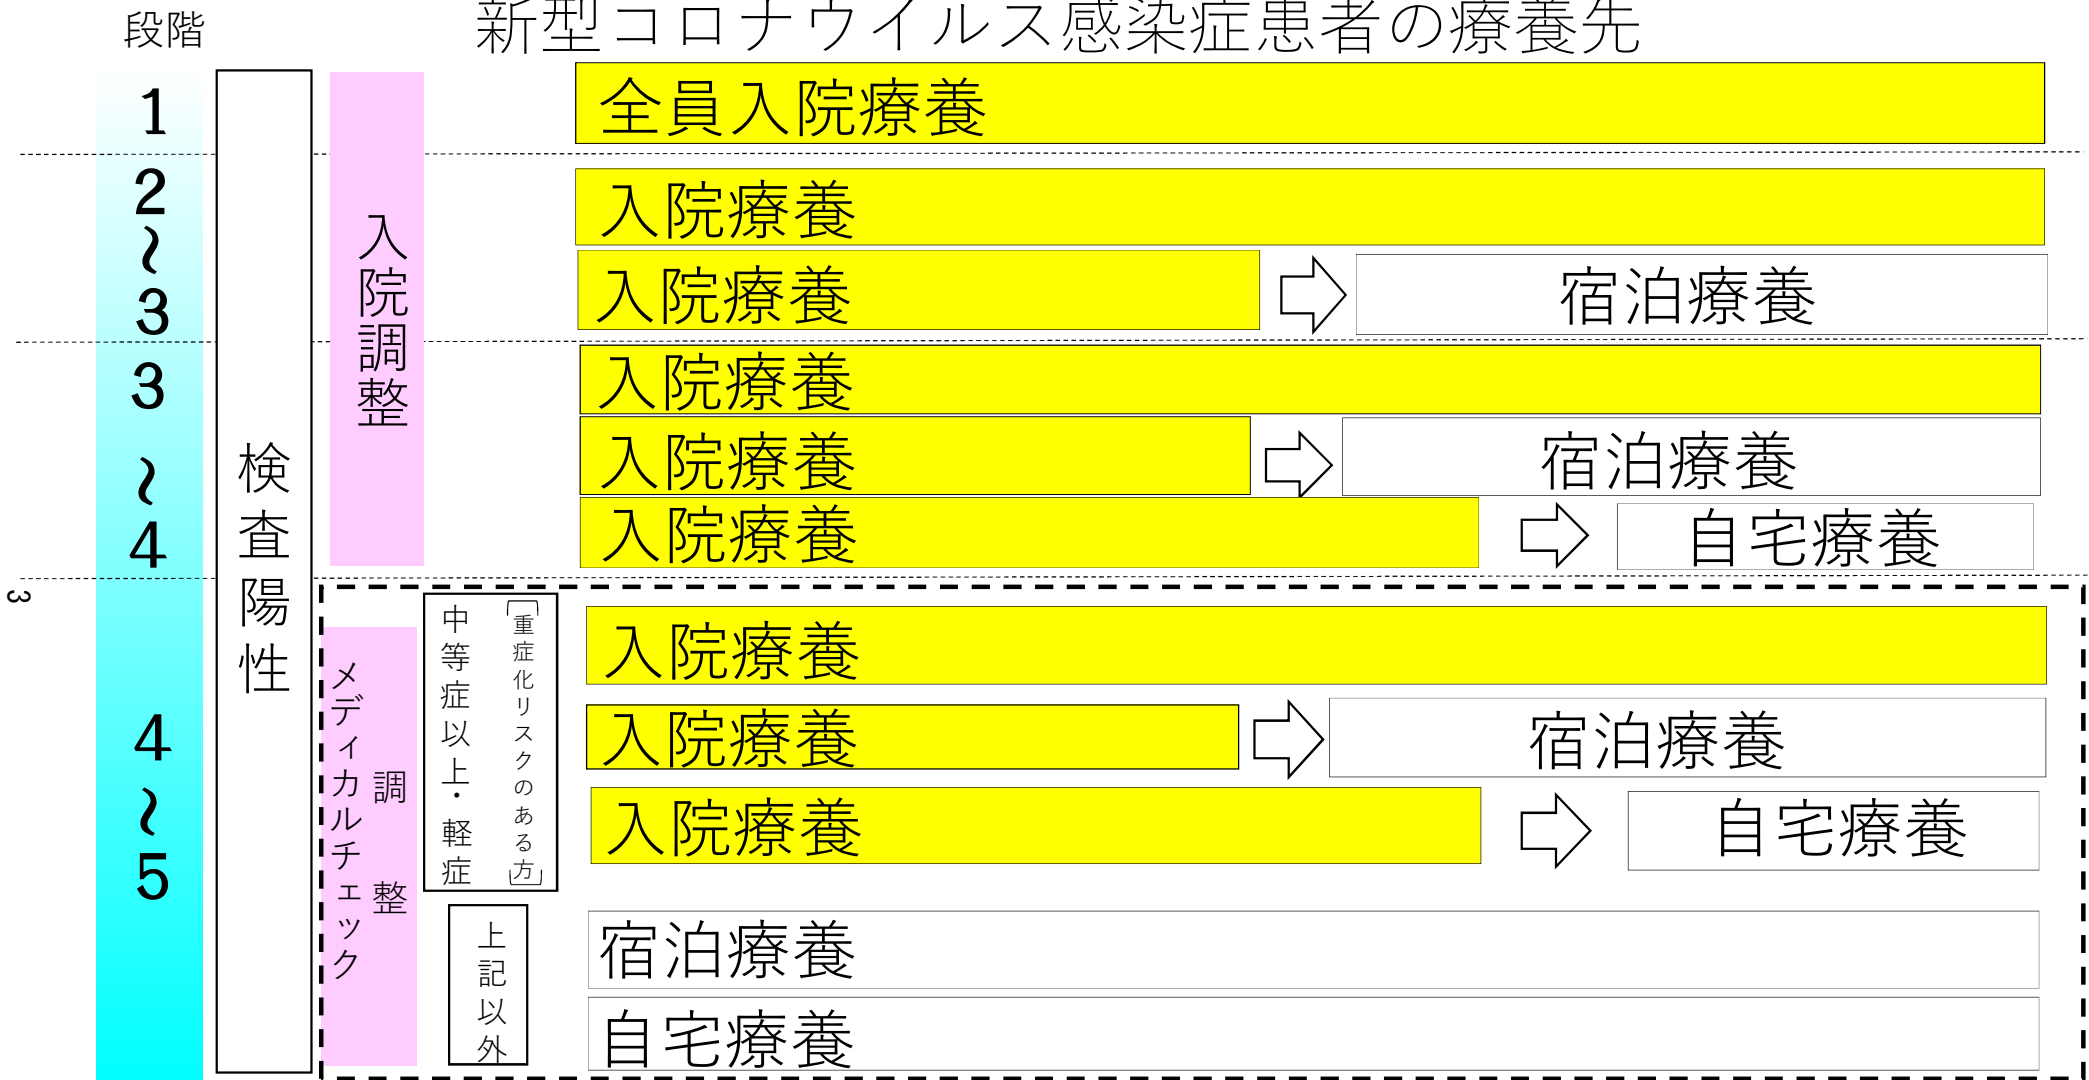 段階
新型コロナウイルス感染症患者の療養先
1
2
~
3
3
~
4
4
~
5
検査陽性
入院調整
全員入院療養
入院療養
入院療養
宿泊療養
入院療養
入院療養
宿泊療養
入院療養
自宅療養
メディカルチェック
調整
中等症以上・軽症
〔重症化リスクのある方〕
入院療養
入院療養
宿泊療養
入院療養
自宅療養
上記以外
宿泊療養
自宅療養
3